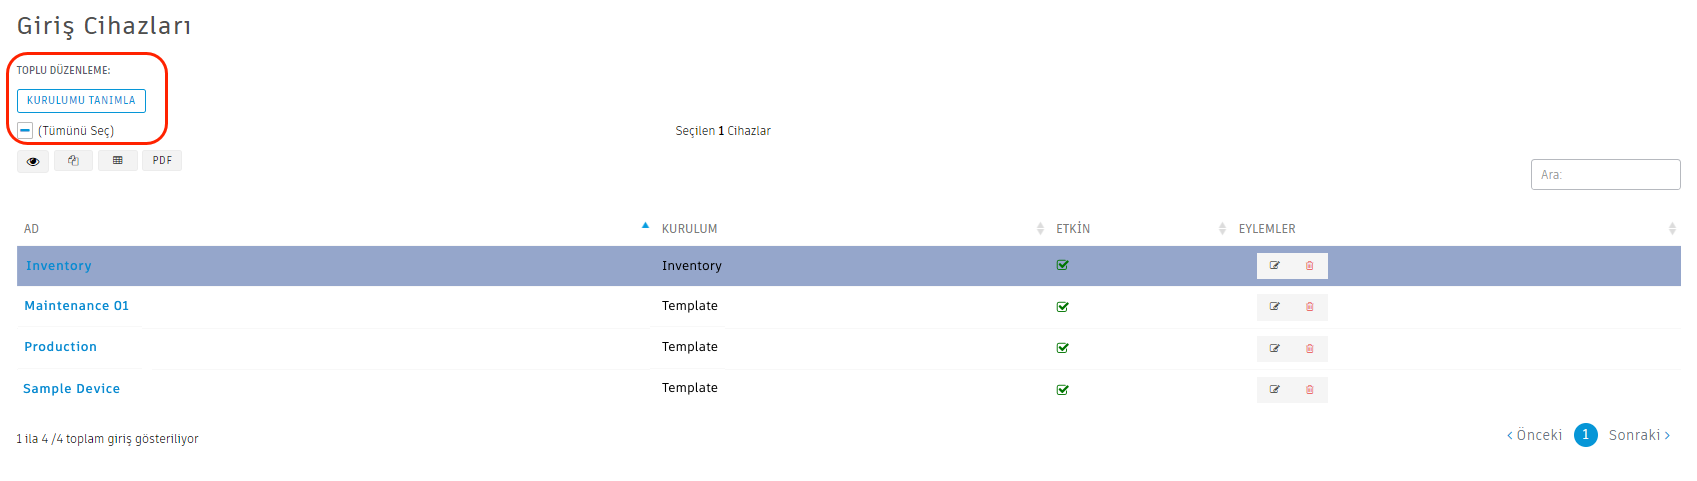 Giriş Cihazları
TOPLU DÜZENLEME:
KURULUMU TANIMLA
(Tümünü Seç)
Seçilen 1 Cihazlar
PDF
Ara:
AD KURULUM ETKİN EYLEMLER
Inventory Inventory
Maintenance 01 Template
Production Template
Sample Device Template
1 ila 4 /4 toplam giriş gösteriliyor
‹ Önceki 1 Sonraki ›